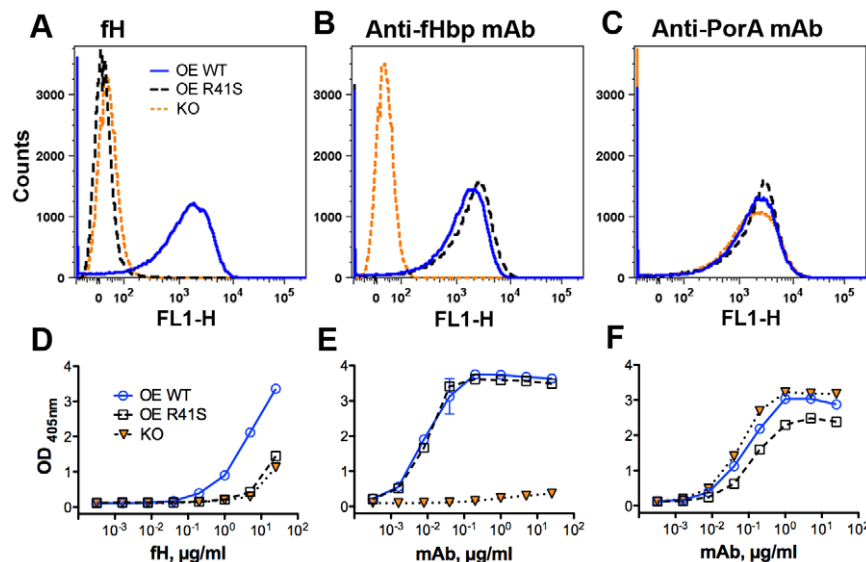 A fH
B Anti-fHbp mAb
C Anti-PorA mAb
OE WT
OE R41S
KO
Counts
3000
2000
1000
0
3000
2000
1000
0
3000
2000
1000
0
0 10² 10³ 10⁴ 10⁵
0 10² 10³ 10⁴ 10⁵
0 10² 10³ 10⁴ 10⁵
FL1-H
FL1-H
FL1-H
D
E
F
OE WT
OE R41S
KO
OD 405nm
4
3
2
1
0
4
3
2
1
0
4
3
2
1
0
10⁻³ 10⁻² 10⁻¹ 10⁰ 10¹ 10²
10⁻³ 10⁻² 10⁻¹ 10⁰ 10¹ 10²
10⁻³ 10⁻² 10⁻¹ 10⁰ 10¹ 10²
fH, µg/ml
mAb, µg/ml
mAb, µg/ml